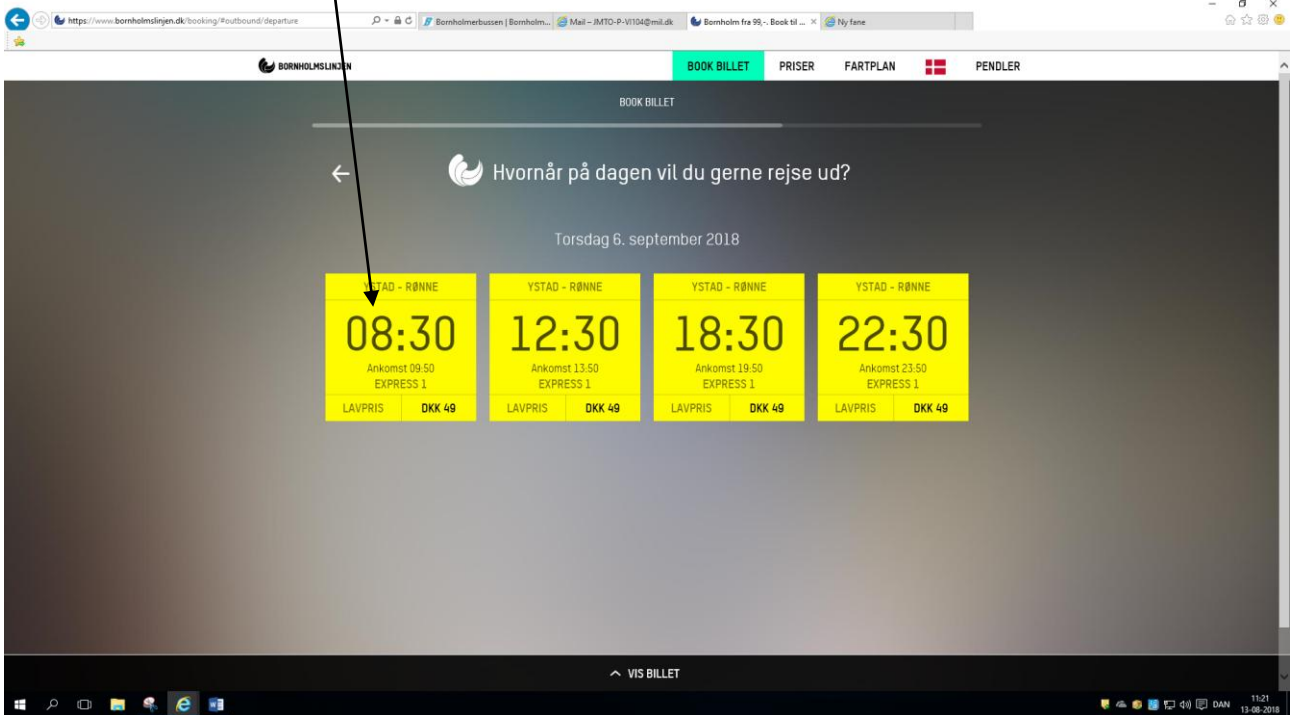 https://www.bornholmslinjen.dk/booking/#outbound/departure
Bornholmerbussen | Bornholm...
Mail – JMTO-P-VI104@mil.dk
Bornholm fra 99,-. Book til ...
Ny fane
BORNHOLMSLINJEN
BOOK BILLET
PRISER
FARTPLAN
PENDLER
BOOK BILLET
Hvornår på dagen vil du gerne rejse ud?
Torsdag 6. september 2018
YSTAD - RØNNE
08:30
Ankomst 09:50
EXPRESS 1
LAVPRIS DKK 49
YSTAD - RØNNE
12:30
Ankomst 13:50
EXPRESS 1
LAVPRIS DKK 49
YSTAD - RØNNE
18:30
Ankomst 19:50
EXPRESS 1
LAVPRIS DKK 49
YSTAD - RØNNE
22:30
Ankomst 23:50
EXPRESS 1
LAVPRIS DKK 49
VIS BILLET
DAN
11:21
13-08-2018